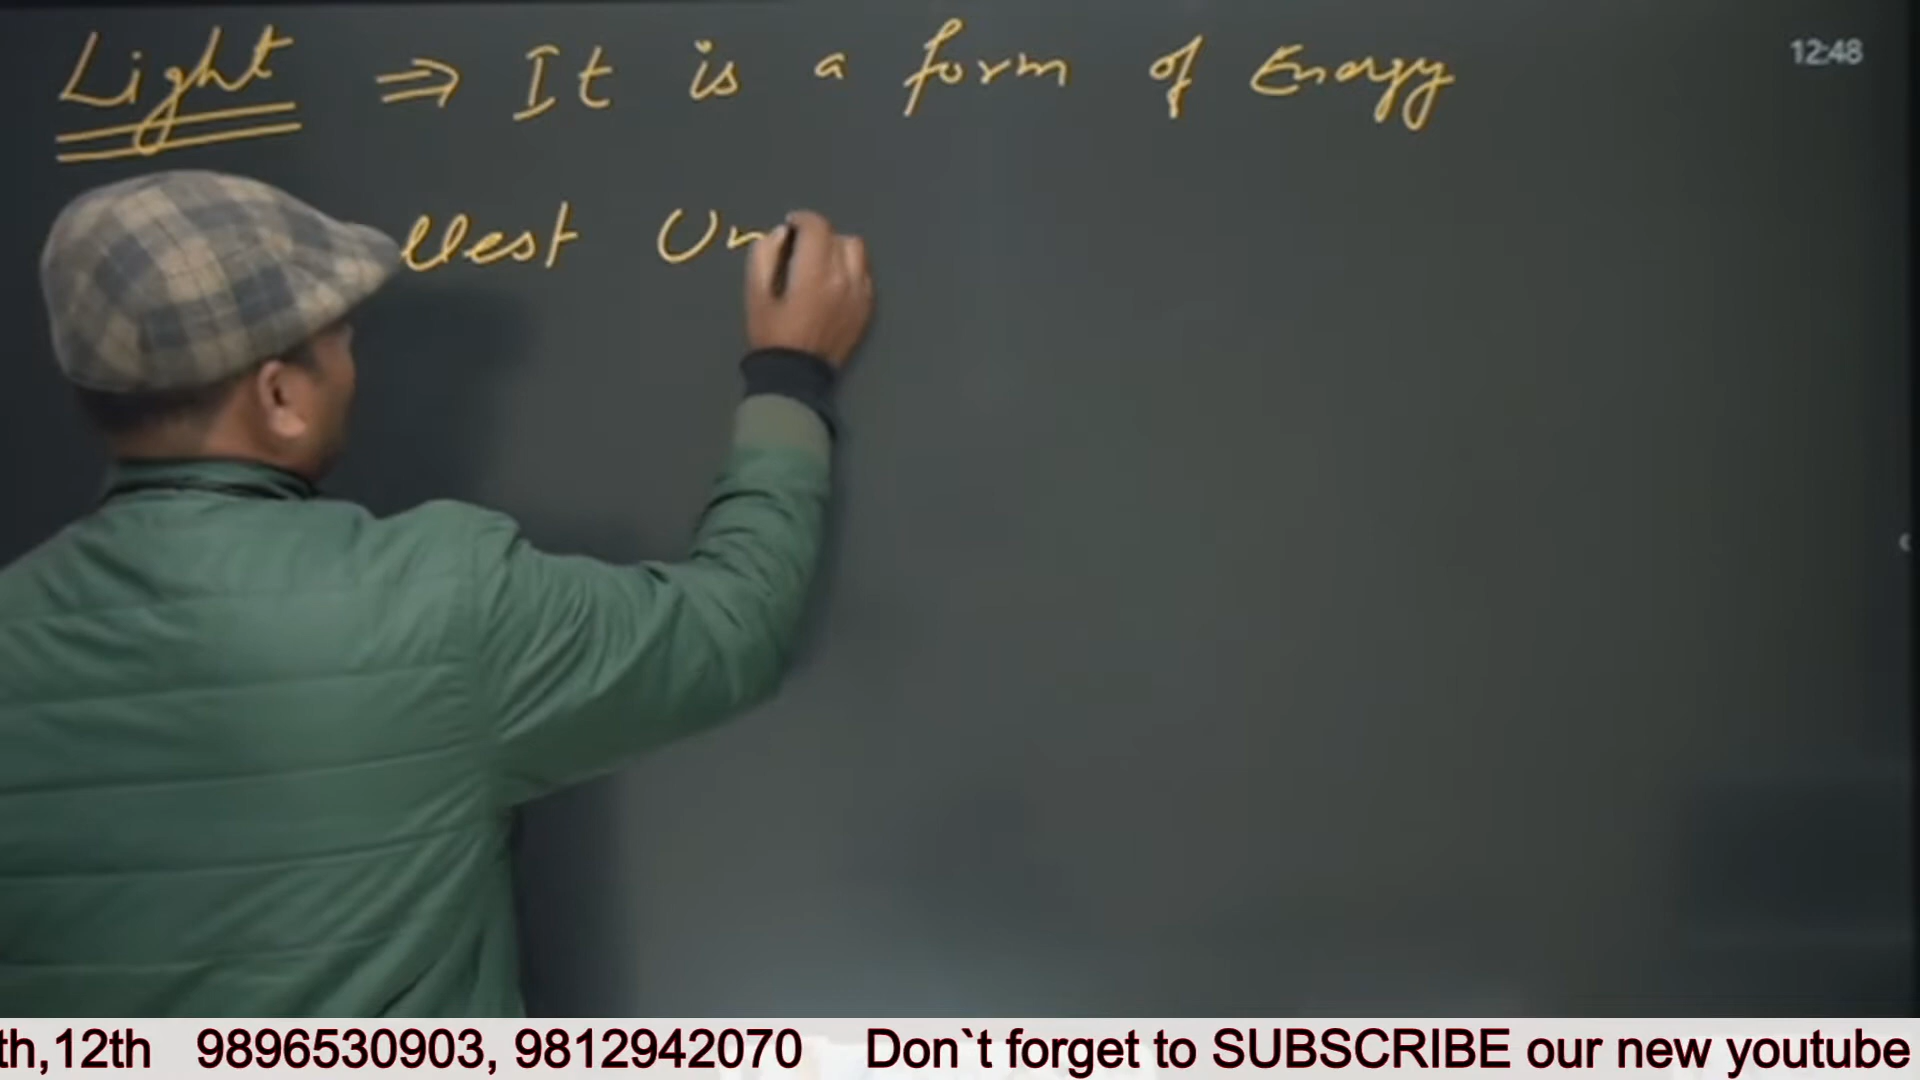 Light ⇒ It is a form of Energy
12:48
llest Un
th,12th 9896530903, 9812942070 Don`t forget to SUBSCRIBE our new youtube